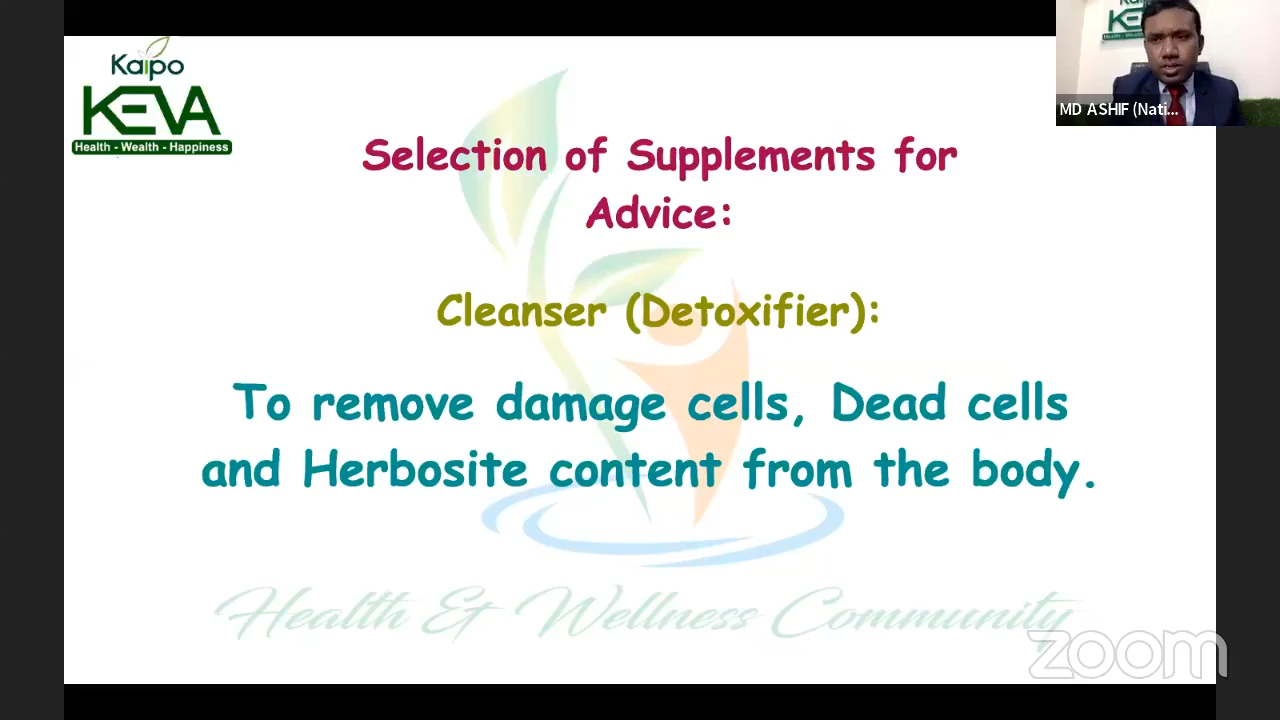 Kaipo
KEVA
Health - Wealth - Happiness
Selection of Supplements for
Advice:
Cleanser (Detoxifier):
To remove damage cells, Dead cells
and Herbosite content from the body.
Health & Wellness Community
zoom
KEVA
MD ASHIF (Nati...